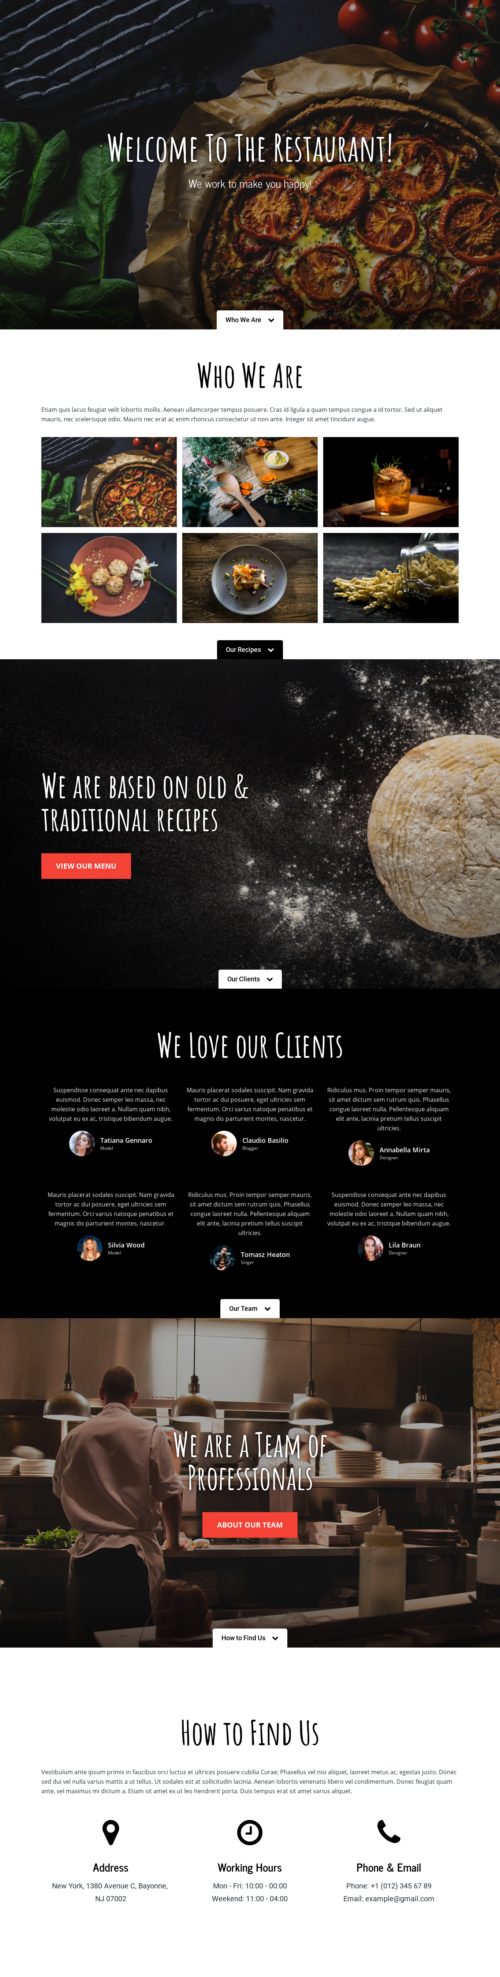 Welcome To The Restaurant!
We work to make you happy!
Who We Are
Who We Are
Etiam quis lacus feugiat velit lobortis mollis. Aenean ullamcorper tempus posuere. Cras id ligula a quam tempus congue a id tortor. Sed ut aliquet
mauris, nec scelerisque odio. Mauris nec erat ac enim rhoncus consectetur ut non ante. Integer sit amet tincidunt augue.
Our Recipes
We are based on old &
traditional recipes
VIEW OUR MENU
Our Clients
We Love our Clients
Suspendisse consequat ante nec dapibus
euismod. Donec semper leo massa, nec
molestie odio laoreet a. Nullam quam nibh,
volutpat eu ex ac, tristique bibendum augue.
Tatiana Gennaro
Model
Mauris placerat sodales suscipit. Nam gravida
tortor ac dui posuere, eget ultricies sem
fermentum. Orci varius natoque penatibus et
magnis dis parturient montes, nascetur.
Claudio Basilio
Blogger
Ridiculus mus. Proin tempor semper mauris,
sit amet dictum sem rutrum quis. Phasellus
congue laoreet nulla. Pellentesque aliquam
elit ante, lacinia pretium tellus suscipit
ultricies.
Annabella Mirta
Designer
Mauris placerat sodales suscipit. Nam gravida
tortor ac dui posuere, eget ultricies sem
fermentum. Orci varius natoque penatibus et
magnis dis parturient montes, nascetur.
Silvia Wood
Model
Ridiculus mus. Proin tempor semper mauris,
sit amet dictum sem rutrum quis. Phasellus
congue laoreet nulla. Pellentesque aliquam
elit ante, lacinia pretium tellus suscipit
ultricies.
Tomasz Heaton
Singer
Suspendisse consequat ante nec dapibus
euismod. Donec semper leo massa, nec
molestie odio laoreet a. Nullam quam nibh,
volutpat eu ex ac, tristique bibendum augue.
Lila Braun
Designer
Our Team
We are a Team of
Professionals
ABOUT OUR TEAM
How to Find Us
How to Find Us
Vestibulum ante ipsum primis in faucibus orci luctus et ultrices posuere cubilia Curae; Phasellus vel nisi aliquet, laoreet metus ac, egestas justo. Donec
sed dui vel nulla varius mattis a ut tellus. Ut sodales est at sollicitudin lacinia. Aenean lobortis venenatis libero vel condimentum. Donec feugiat quam
ante, vel maximus mi dictum a. Etiam sit amet ex ut leo hendrerit porta. Duis tempus erat sit amet varius aliquet.
Address
New York, 1380 Avenue C, Bayonne,
NJ 07002
Working Hours
Mon - Fri: 10:00 - 00:00
Weekend: 11:00 - 04:00
Phone & Email
Phone: +1 (012) 345 67 89
Email: example@gmail.com